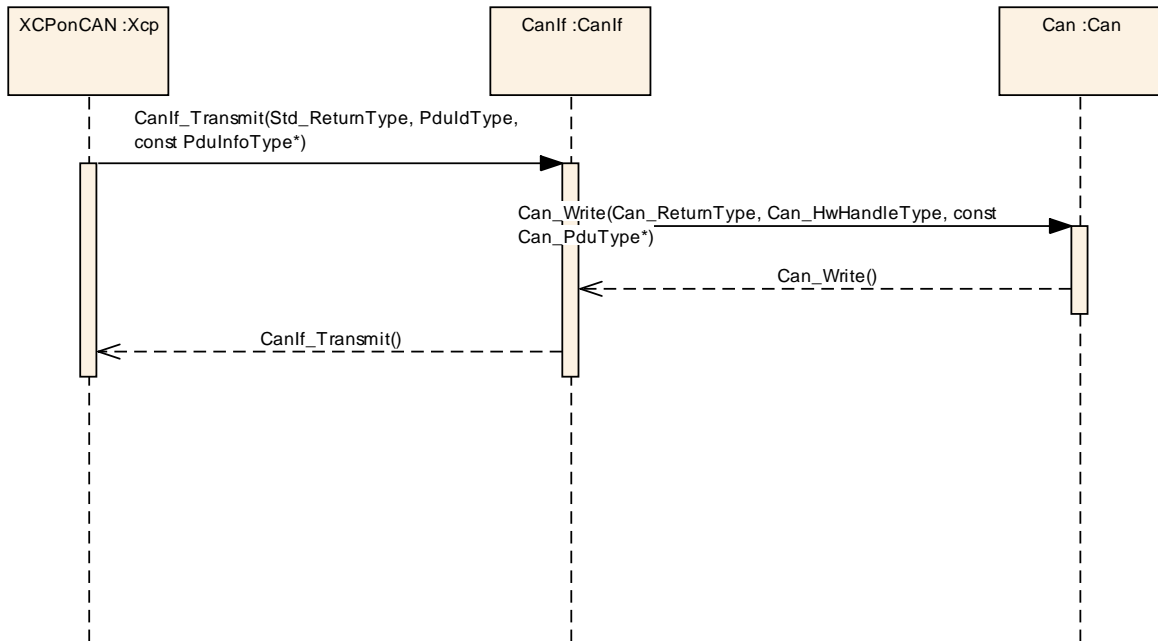 XCPonCAN :Xcp
CanIf :CanIf
Can :Can
CanIf_Transmit(Std_ReturnType, PduIdType,
const PduInfoType*)
Can_Write(Can_ReturnType, Can_HwHandleType, const
Can_PduType*)
Can_Write()
CanIf_Transmit()